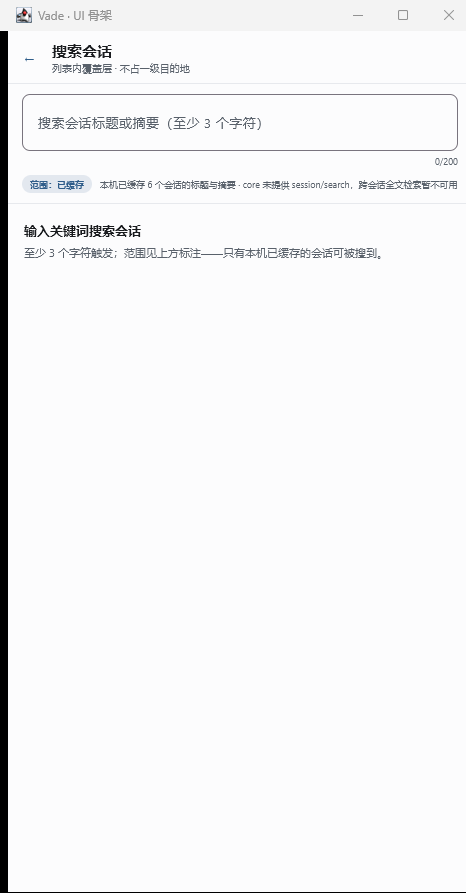 Vade · UI 骨架
←
搜索会话
列表内覆盖层 · 不占一级目的地
搜索会话标题或摘要（至少 3 个字符）
0/200
范围：已缓存 本机已缓存 6 个会话的标题与摘要 · core 未提供 session/search，跨会话全文检索暂不可用
输入关键词搜索会话
至少 3 个字符触发；范围见上方标注——只有本机已缓存的会话可被搜到。